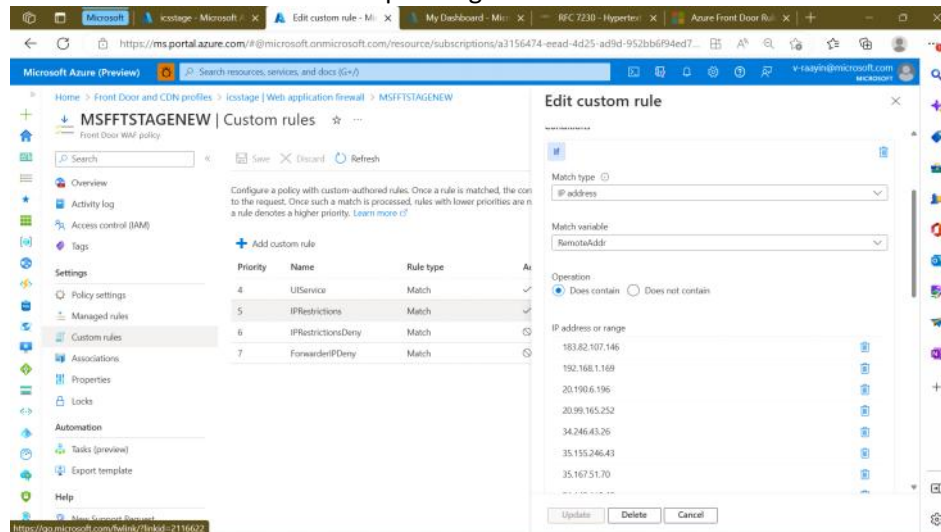 Microsoft
icsstage - Microsoft A
Edit custom rule - Mi
My Dashboard - Micr
RFC 7230 - Hypertext
Azure Front Door Rul
https://ms.portal.azure.com/#@microsoft.onmicrosoft.com/resource/subscriptions/a3156474-eead-4d25-ad9d-952bb6f94ed7...
Microsoft Azure (Preview)
Search resources, services, and docs (G+/)
v-raayin@microsoft.com
MICROSOFT
Home > Front Door and CDN profiles > icsstage | Web application firewall > MSFFTSTAGENEW
MSFFTSTAGENEW | Custom rules
Front Door WAF policy
Search
Overview
Activity log
Access control (IAM)
Tags
Settings
Policy settings
Managed rules
Custom rules
Associations
Properties
Locks
Automation
Tasks (preview)
Export template
Help
New Support Request
https://go.microsoft.com/fwlink/?linkid=2116622
Save Discard Refresh
Configure a policy with custom-authored rules. Once a rule is matched, the con
to the request. Once such a match is processed, rules with lower priorities are n
a rule denotes a higher priority. Learn more
Add custom rule
Priority Name Rule type A
4 UIService Match
5 IPRestrictions Match
6 IPRestrictionsDeny Match
7 ForwarderIPDeny Match
Edit custom rule
Conditions
If
Match type
IP address
Match variable
RemoteAddr
Operation
Does contain Does not contain
IP address or range
183.82.107.146
192.168.1.169
20.190.6.196
20.99.165.252
34.246.43.26
35.155.246.43
35.167.51.70
Update Delete Cancel